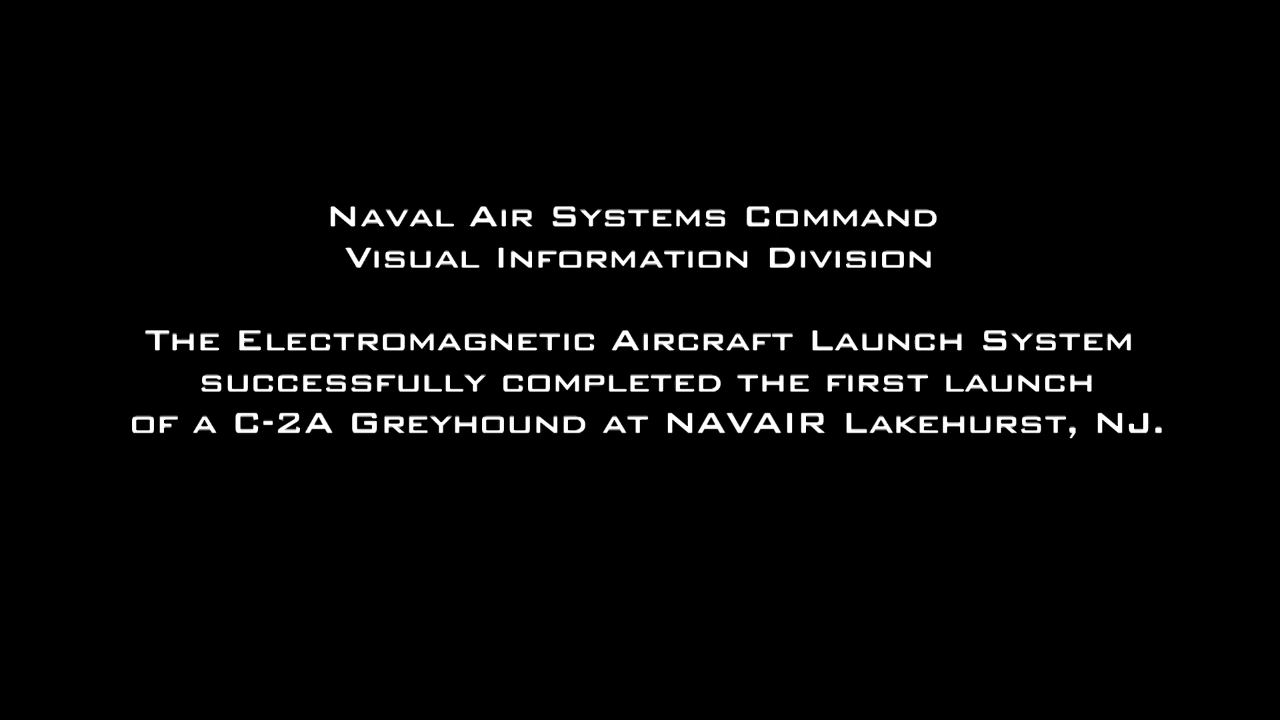 Naval Air Systems Command
Visual Information Division
The Electromagnetic Aircraft Launch System
successfully completed the first launch
of a C-2A Greyhound at NAVAIR Lakehurst, NJ.